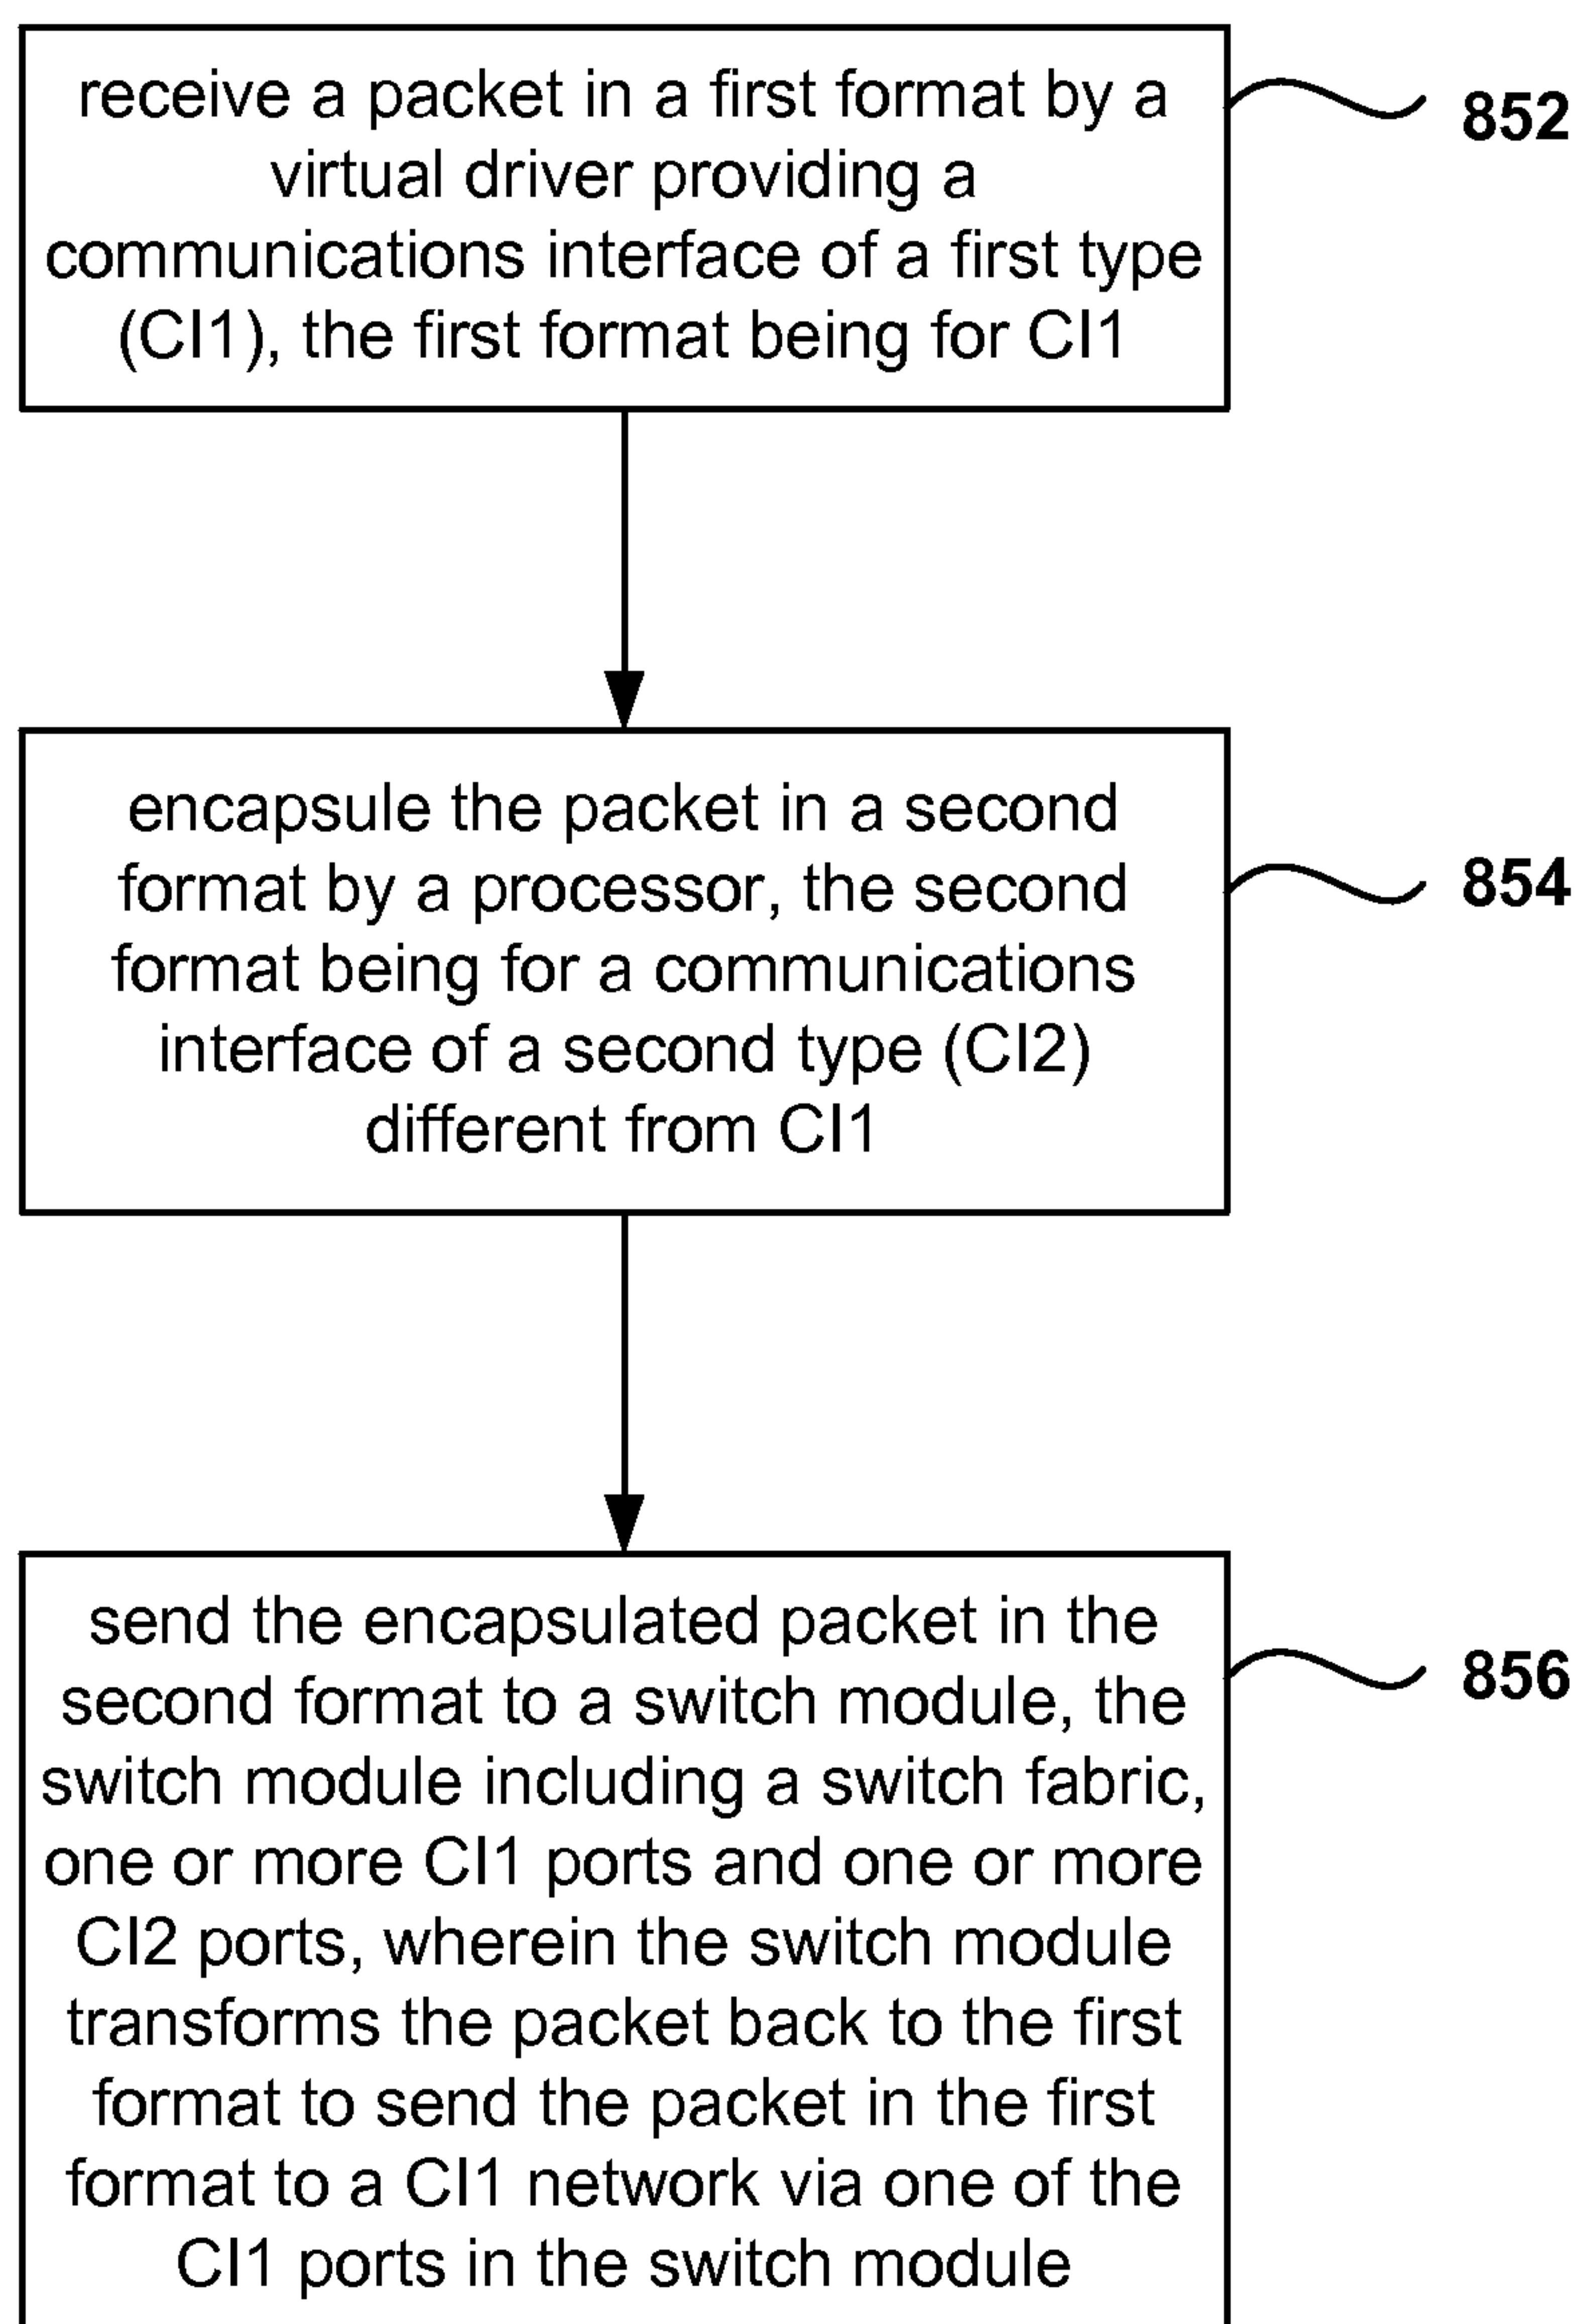 receive a packet in a first format by a
virtual driver providing a
communications interface of a first type
(CI1), the first format being for CI1
852
encapsule the packet in a second
format by a processor, the second
format being for a communications
interface of a second type (CI2)
different from CI1
854
send the encapsulated packet in the
second format to a switch module, the
switch module including a switch fabric,
one or more CI1 ports and one or more
CI2 ports, wherein the switch module
transforms the packet back to the first
format to send the packet in the first
format to a CI1 network via one of the
CI1 ports in the switch module
856